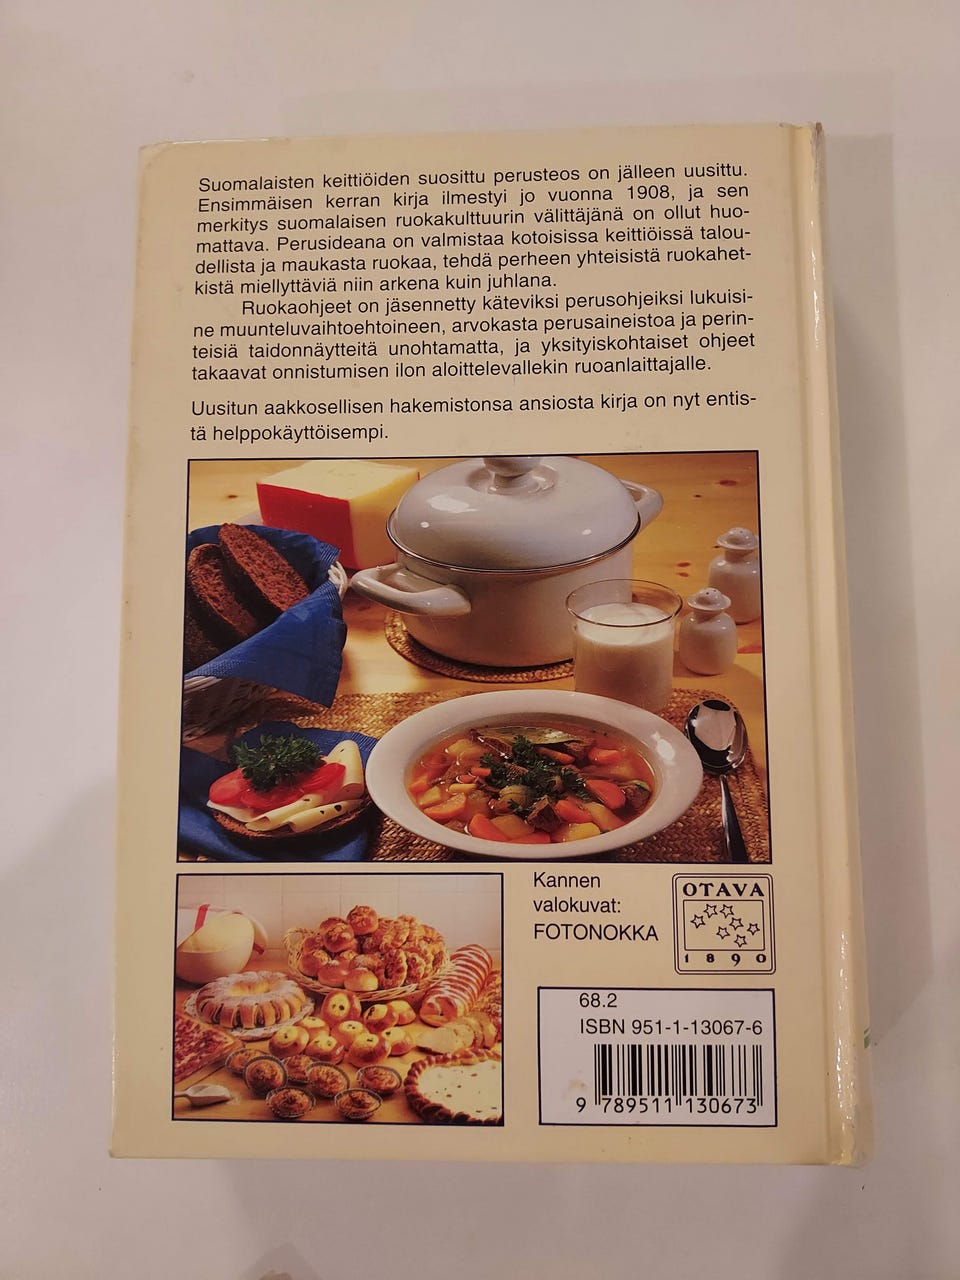 Suomalaisten keittiöiden suosittu perusteos on jälleen uusittu.
Ensimmäisen kerran kirja ilmestyi jo vuonna 1908, ja sen
merkitys suomalaisen ruokakulttuurin välittäjänä on ollut huo-
mattava. Perusideana on valmistaa kotoisissa keittiöissä talou-
dellista ja maukasta ruokaa, tehdä perheen yhteisistä ruokahet-
kistä miellyttäviä niin arkena kuin juhlana.
Ruokaohjeet on jäsennetty käteviksi perusohjeiksi lukuisi-
ne muunteluvaihtoehtoineen, arvokasta perusaineistoa ja perin-
teisiä taidonnäytteitä unohtamatta, ja yksityiskohtaiset ohjeet
takaavat onnistumisen ilon aloittelevallekin ruoanlaittajalle.
Uusitun aakkosellisen hakemistonsa ansiosta kirja on nyt entis-
tä helppokäyttöisempi.
Kannen
valokuvat:
FOTONOKKA
OTAVA
1890
68.2
ISBN 951-1-13067-6
9 789511 130673